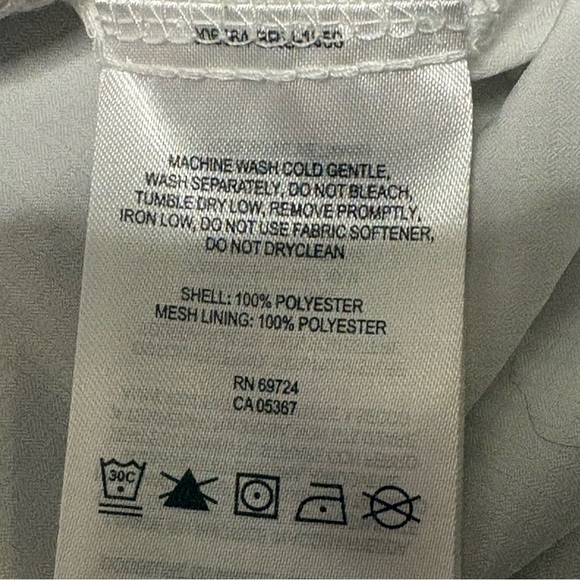 MACHINE WASH COLD GENTLE,
WASH SEPARATELY, DO NOT BLEACH,
TUMBLE DRY LOW, REMOVE PROMPTLY,
IRON LOW, DO NOT USE FABRIC SOFTENER,
DO NOT DRYCLEAN
SHELL: 100% POLYESTER
MESH LINING: 100% POLYESTER
RN 69724
CA 05367
30C